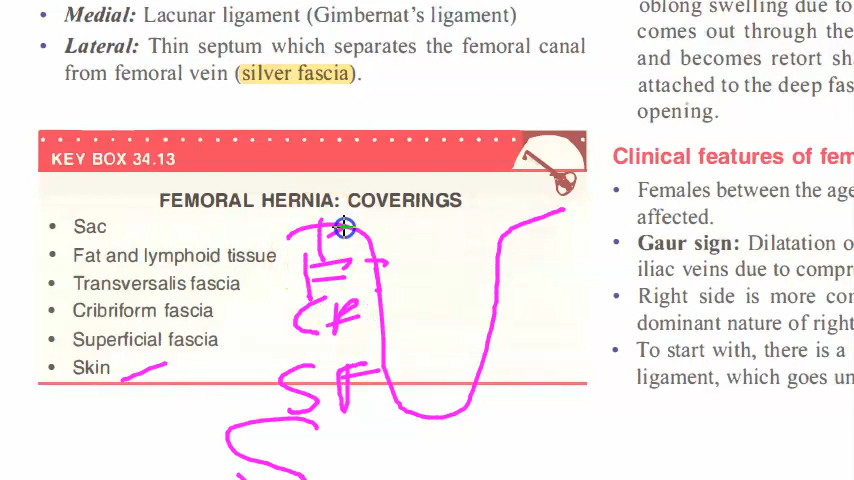 • Medial: Lacunar ligament (Gimbernat's ligament)
• Lateral: Thin septum which separates the femoral canal
from femoral vein (silver fascia).
KEY BOX 34.13
FEMORAL HERNIA: COVERINGS
• Sac
• Fat and lymphoid tissue
• Transversalis fascia
• Cribriform fascia
• Superficial fascia
• Skin
CF
SF
S
oblong swelling due to
comes out through the
and becomes retort sha
attached to the deep fas
opening.
Clinical features of fem
• Females between the age
affected.
• Gaur sign: Dilatation o
iliac veins due to compr
• Right side is more con
dominant nature of right
• To start with, there is a
ligament, which goes un